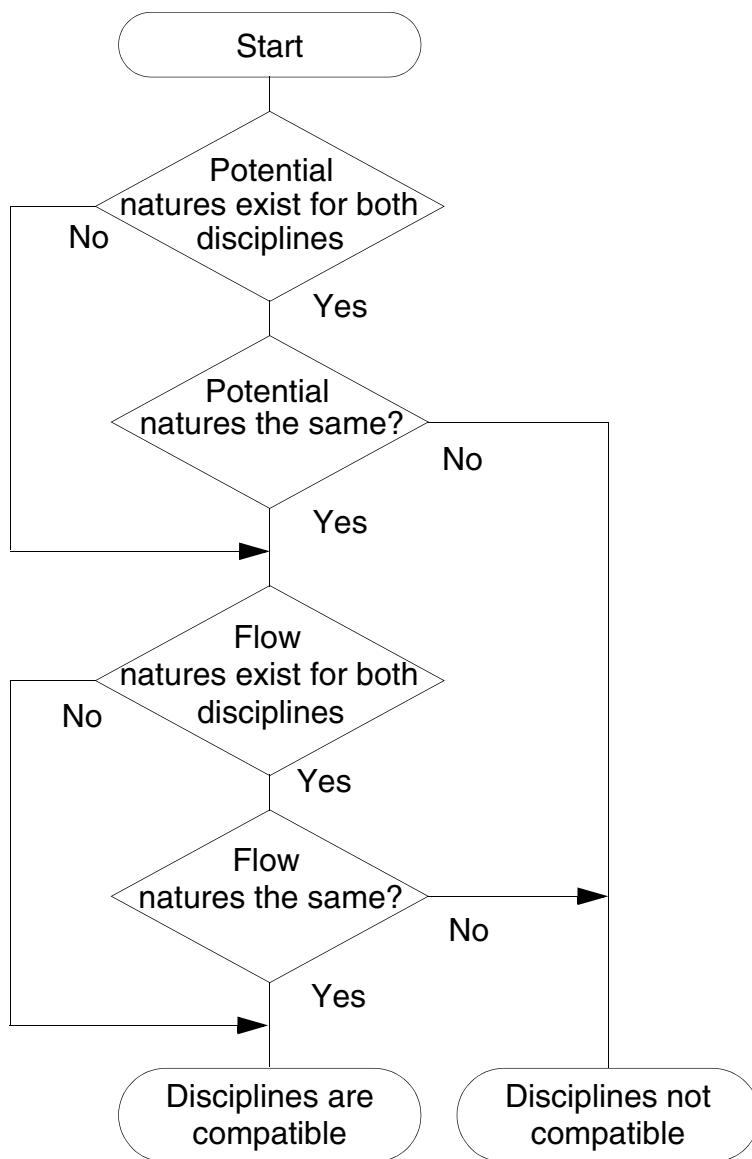 Start
Potential
natures exist for both
disciplines
No
Yes
Potential
natures the same?
No
Yes
Flow
natures exist for both
disciplines
No
Yes
Flow
natures the same?
No
Yes
Disciplines are
compatible
Disciplines not
compatible